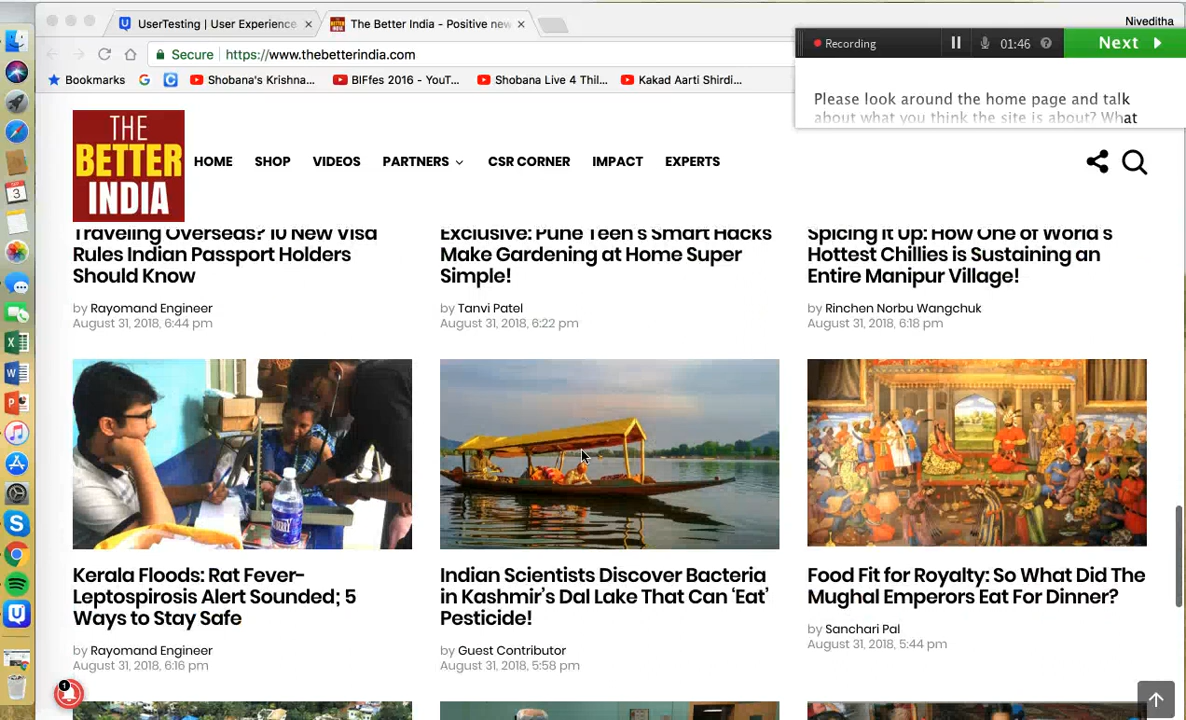 Niveditha
UserTesting | User Experience
The Better India - Positive new
Recording
01:46
Next
Secure
https://www.thebetterindia.com
Bookmarks
Shobana's Krishna...
BIFfes 2016 - YouT...
Shobana Live 4 Thil...
Kakad Aarti Shirdi...
Please look around the home page and talk
about what you think the site is about? What
THE
BETTER
INDIA
HOME
SHOP
VIDEOS
PARTNERS
CSR CORNER
IMPACT
EXPERTS
Traveling Overseas? 10 New Visa
Rules Indian Passport Holders
Should Know
by Rayomand Engineer
August 31, 2018, 6:44 pm
Exclusive: Pune Teen's Smart Hacks
Make Gardening at Home Super
Simple!
by Tanvi Patel
August 31, 2018, 6:22 pm
Spicing It Up: How One of World's
Hottest Chillies is Sustaining an
Entire Manipur Village!
by Rinchen Norbu Wangchuk
August 31, 2018, 6:18 pm
Kerala Floods: Rat Fever-
Leptospirosis Alert Sounded; 5
Ways to Stay Safe
by Rayomand Engineer
August 31, 2018, 6:16 pm
Indian Scientists Discover Bacteria
in Kashmir's Dal Lake That Can ‘Eat’
Pesticide!
by Guest Contributor
August 31, 2018, 5:58 pm
Food Fit for Royalty: So What Did The
Mughal Emperors Eat For Dinner?
by Sanchari Pal
August 31, 2018, 5:44 pm
1
3